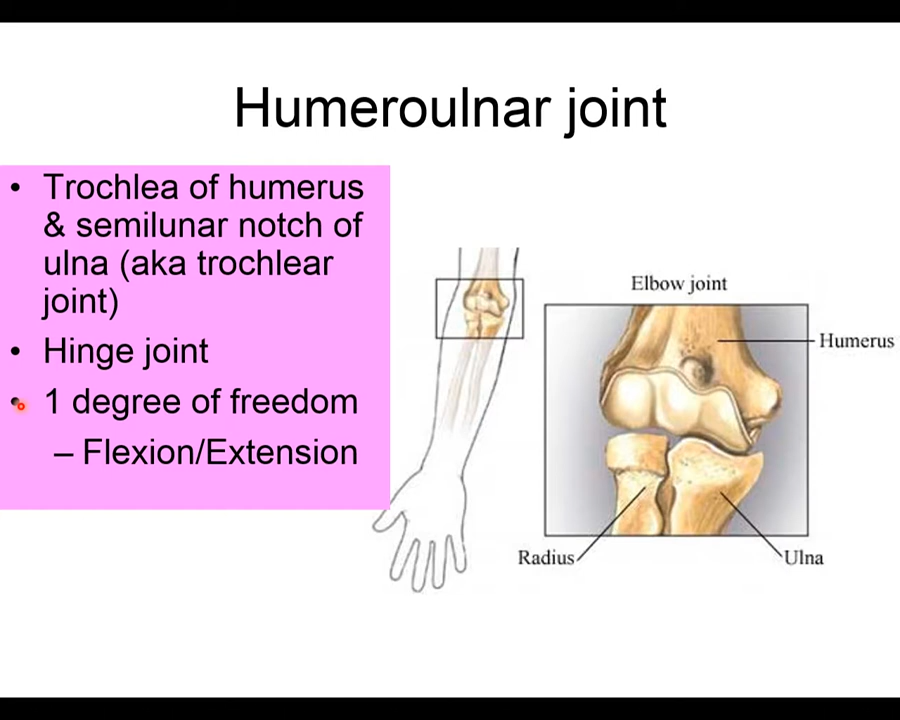 Humeroulnar joint
• Trochlea of humerus
& semilunar notch of
ulna (aka trochlear
joint)
• Hinge joint
• 1 degree of freedom
– Flexion/Extension
Elbow joint
Humerus
Radius
Ulna